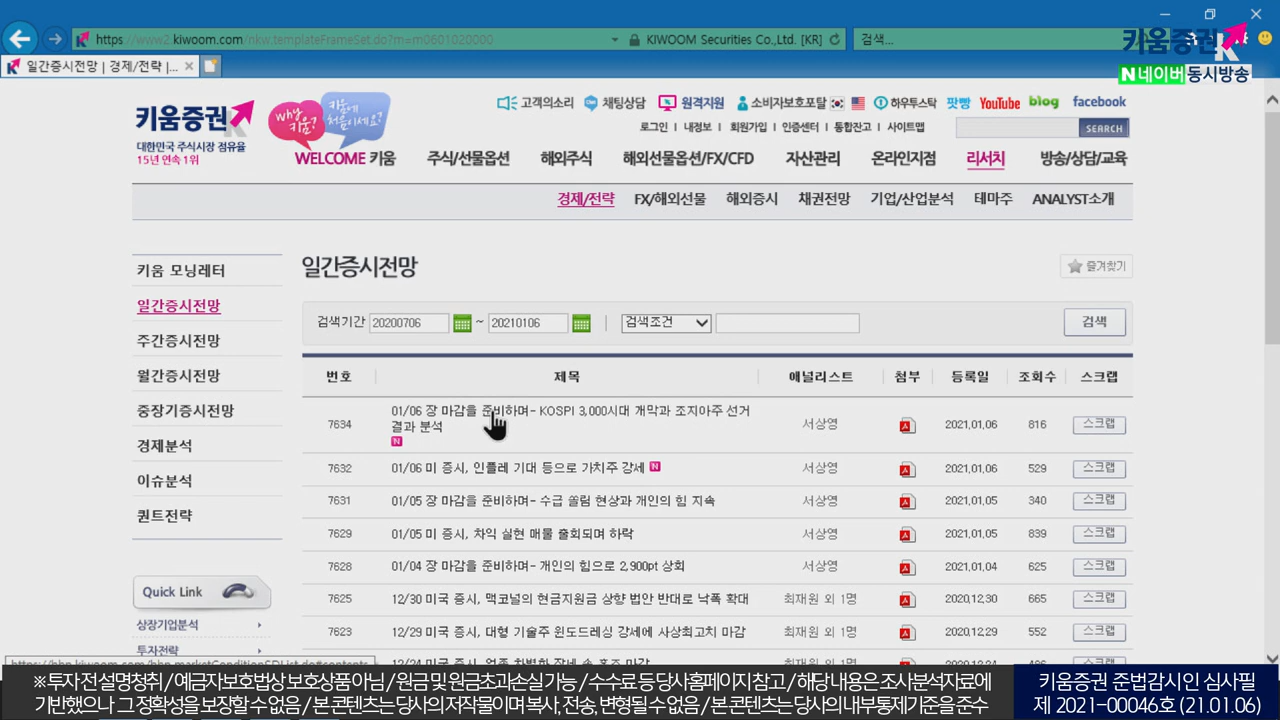 https://www2.kiwoom.com/nkw.templateFrameSet.do?m=m0601020000
KIWOOM Securities Co.,Ltd. [KR]
검색...
키움증권
일간증시전망 | 경제/전략 |...
N네이버 동시방송
키움증권
대한민국 주식시장 점유율
15년 연속 1위
Why 키움?
키움에 처음이세요?
고객의소리 채팅상담 원격지원 소비자보호포탈 하우투스탁 팟빵 YouTube blog facebook
로그인 | 내정보 | 회원가입 | 인증센터 | 통합잔고 | 사이트맵
SEARCH
WELCOME 키움 주식/선물옵션 해외주식 해외선물옵션/FX/CFD 자산관리 온라인지점 리서치 방송/상담/교육
경제/전략 FX/해외선물 해외증시 채권전망 기업/산업분석 테마주 ANALYST소개
키움 모닝레터
일간증시전망
주간증시전망
월간증시전망
중장기증시전망
경제분석
이슈분석
퀀트전략
Quick Link
상장기업분석
투자전략
일간증시전망
즐겨찾기
검색기간 20200706 ~ 20210106 검색조건 검색
번호 제목 애널리스트 첨부 등록일 조회수 스크랩
7634 01/06 장 마감을 준비하며- KOSPI 3,000시대 개막과 조지아주 선거
결과 분석 서상영 2021.01.06 816 스크랩
N
7632 01/06 미 증시, 인플레 기대 등으로 가치주 강세 N 서상영 2021.01.06 529 스크랩
7631 01/05 장 마감을 준비하며- 수급 쏠림 현상과 개인의 힘 지속 서상영 2021.01.05 340 스크랩
7629 01/05 미 증시, 차익 실현 매물 출회되며 하락 서상영 2021.01.05 839 스크랩
7628 01/04 장 마감을 준비하며- 개인의 힘으로 2,900pt 상회 서상영 2021.01.04 625 스크랩
7625 12/30 미국 증시, 맥코널의 현금지원금 상향 법안 반대로 낙폭 확대 최재원 외 1명 2020.12.30 665 스크랩
7623 12/29 미국 증시, 대형 기술주 윈도드레싱 강세에 사상최고치 마감 최재원 외 1명 2020.12.29 552 스크랩
※ 투자 전 설명청취 / 예금자보호법상 보호상품 아님 / 원금 및 원금초과손실 가능 / 수수료 등 당사홈페이지 참고 / 해당 내용은 조사분석자료에
기반했으나 그 정확성을 보장할 수 없음 / 본 콘텐츠는 당사의 저작물이며 복사, 전송, 변형될 수 없음 / 본 콘텐츠는 당사의 내부통제기준을 준수
키움증권 준법감시인 심사필
제 2021-00046호 (21.01.06)